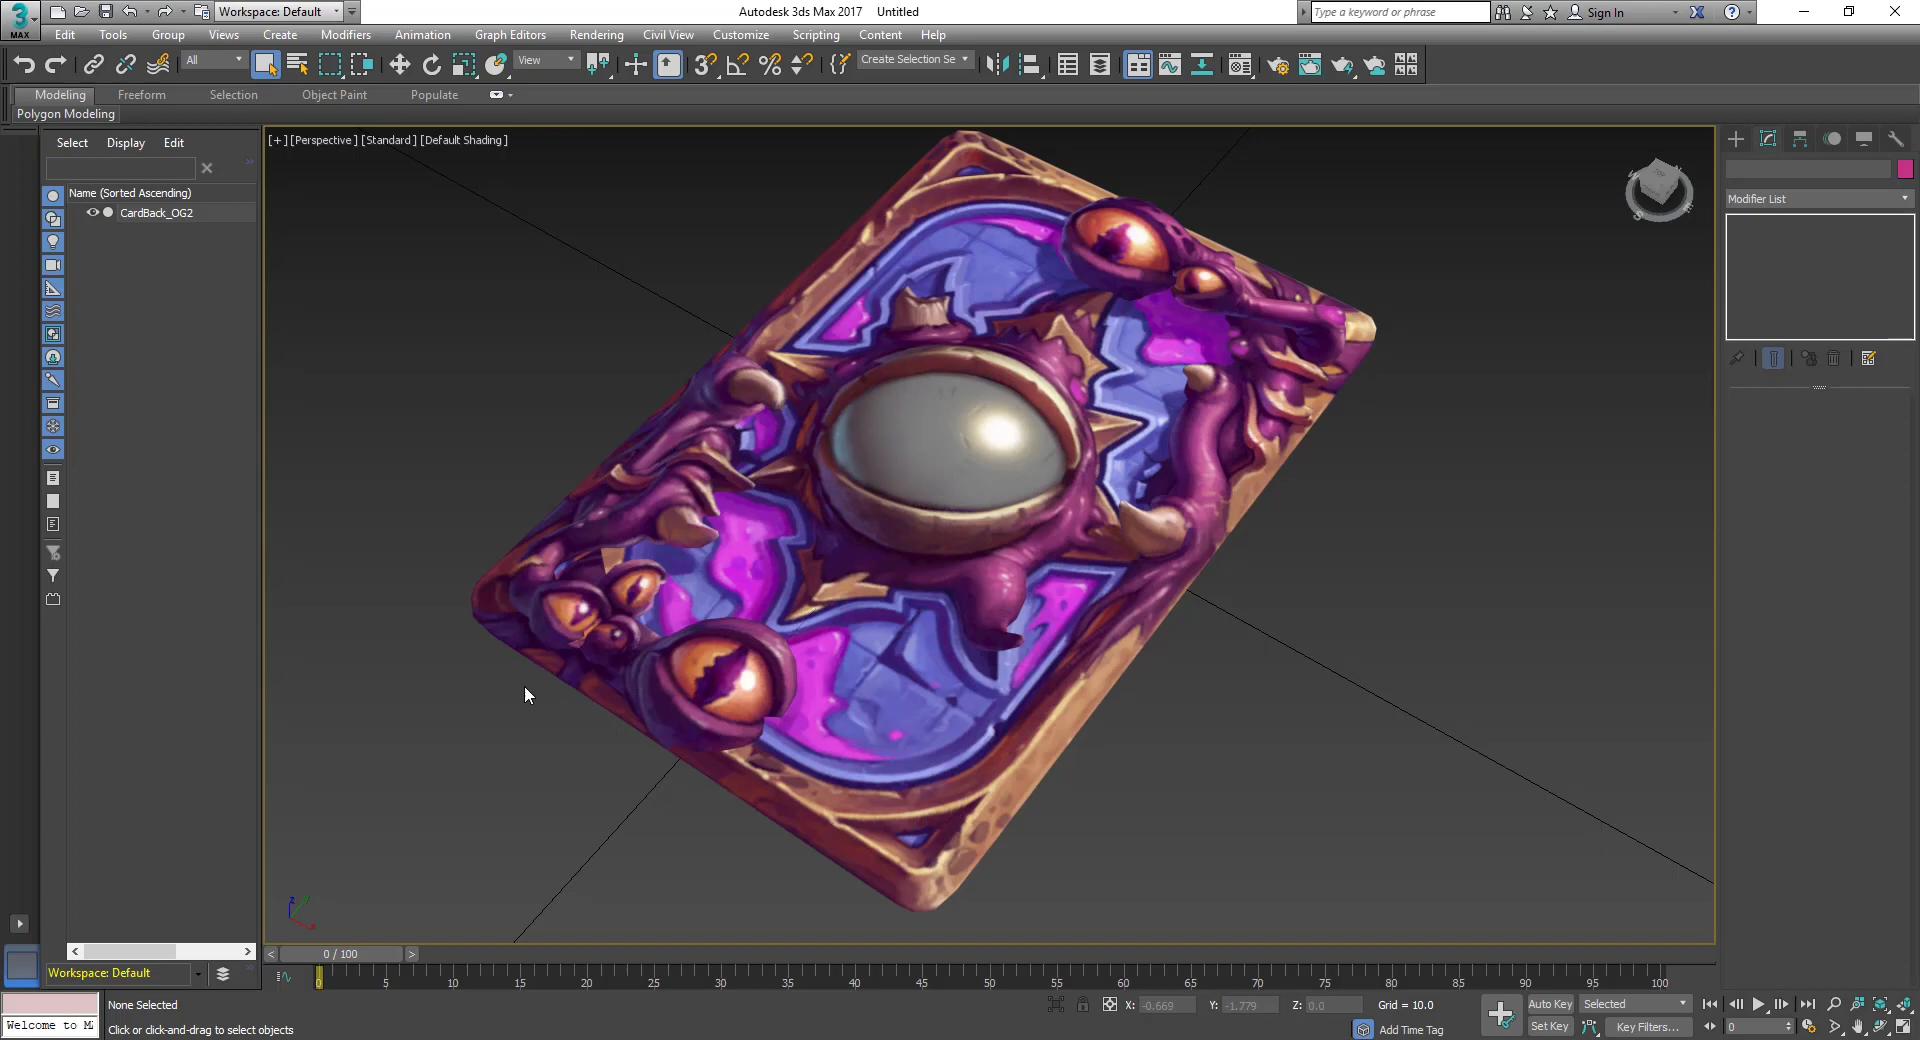 Workspace: Default
Autodesk 3ds Max 2017 Untitled
Type a keyword or phrase
Sign In
MAX
Edit Tools Group Views Create Modifiers Animation Graph Editors Rendering Civil View Customize Scripting Content Help
All
View
Create Selection Se
Modeling Freeform Selection Object Paint Populate
Polygon Modeling
Select Display Edit
[+] [Perspective] [Standard] [Default Shading]
Name (Sorted Ascending)
CardBack_OG2
Modifier List
0 / 100
Workspace: Default
0 5 10 15 20 25 30 35 40 45 50 55 60 65 70 75 80 85 90 95 100
None Selected
X: -0.669 Y: -1.779 Z: 0.0 Grid = 10.0
Auto Key Selected
Welcome to M
Click or click-and-drag to select objects
Add Time Tag
Set Key Key Filters...
0